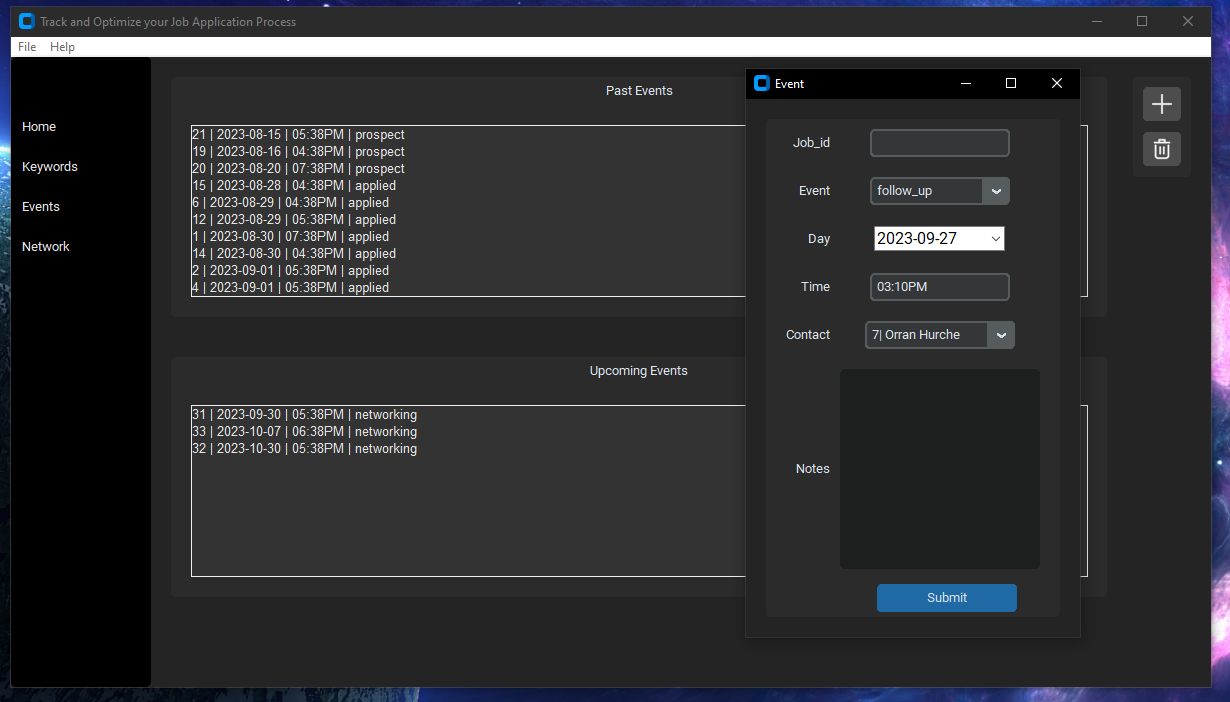 Track and Optimize your Job Application Process
File Help
Home
Keywords
Events
Network
Past Events
21 | 2023-08-15 | 05:38PM | prospect
19 | 2023-08-16 | 04:38PM | prospect
20 | 2023-08-20 | 07:38PM | prospect
15 | 2023-08-28 | 04:38PM | applied
6 | 2023-08-29 | 04:38PM | applied
12 | 2023-08-29 | 05:38PM | applied
1 | 2023-08-30 | 07:38PM | applied
14 | 2023-08-30 | 04:38PM | applied
2 | 2023-09-01 | 05:38PM | applied
4 | 2023-09-01 | 05:38PM | applied
Upcoming Events
31 | 2023-09-30 | 05:38PM | networking
33 | 2023-10-07 | 06:38PM | networking
32 | 2023-10-30 | 05:38PM | networking
Event
Job_id
Event follow_up
Day 2023-09-27
Time 03:10PM
Contact 7| Orran Hurche
Notes
Submit